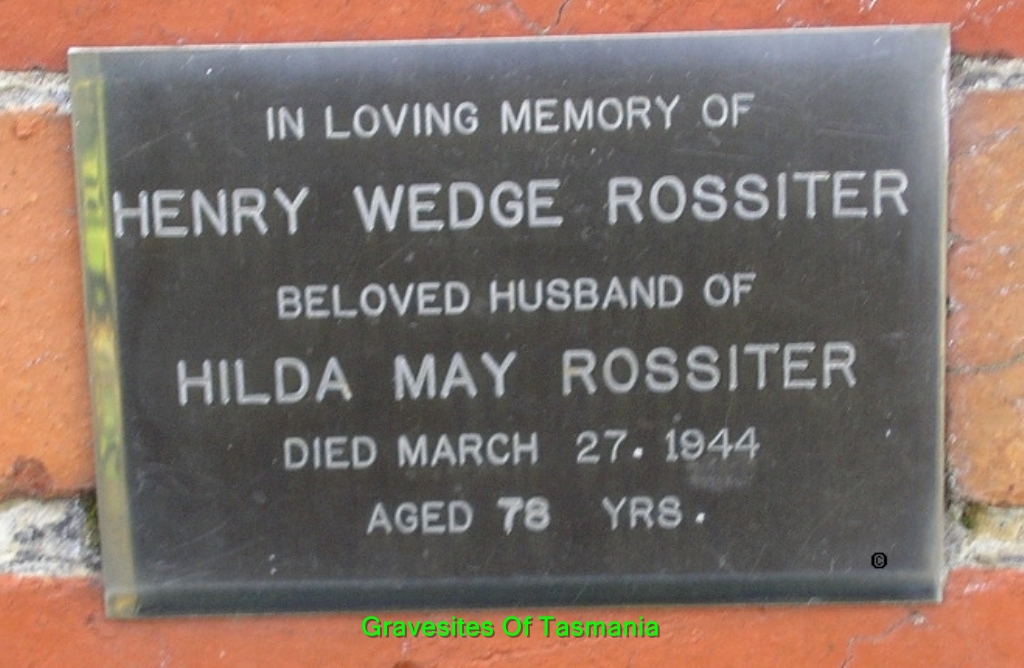 IN LOVING MEMORY OF
HENRY WEDGE ROSSITER
BELOVED HUSBAND OF
HILDA MAY ROSSITER
DIED MARCH 27. 1944
AGED 78 YRS.
©
Gravesites Of Tasmania